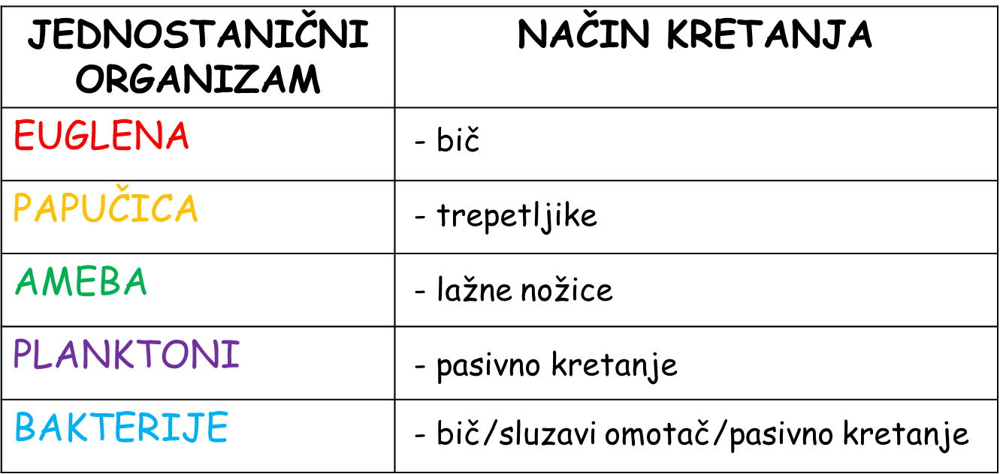 JEDNOSTANIČNI
ORGANIZAM
NAČIN KRETANJA
EUGLENA
- bič
PAPUČICA
- trepetljike
AMEBA
- lažne nožice
PLANKTONI
- pasivno kretanje
BAKTERIJE
- bič/sluzavi omotač/pasivno kretanje